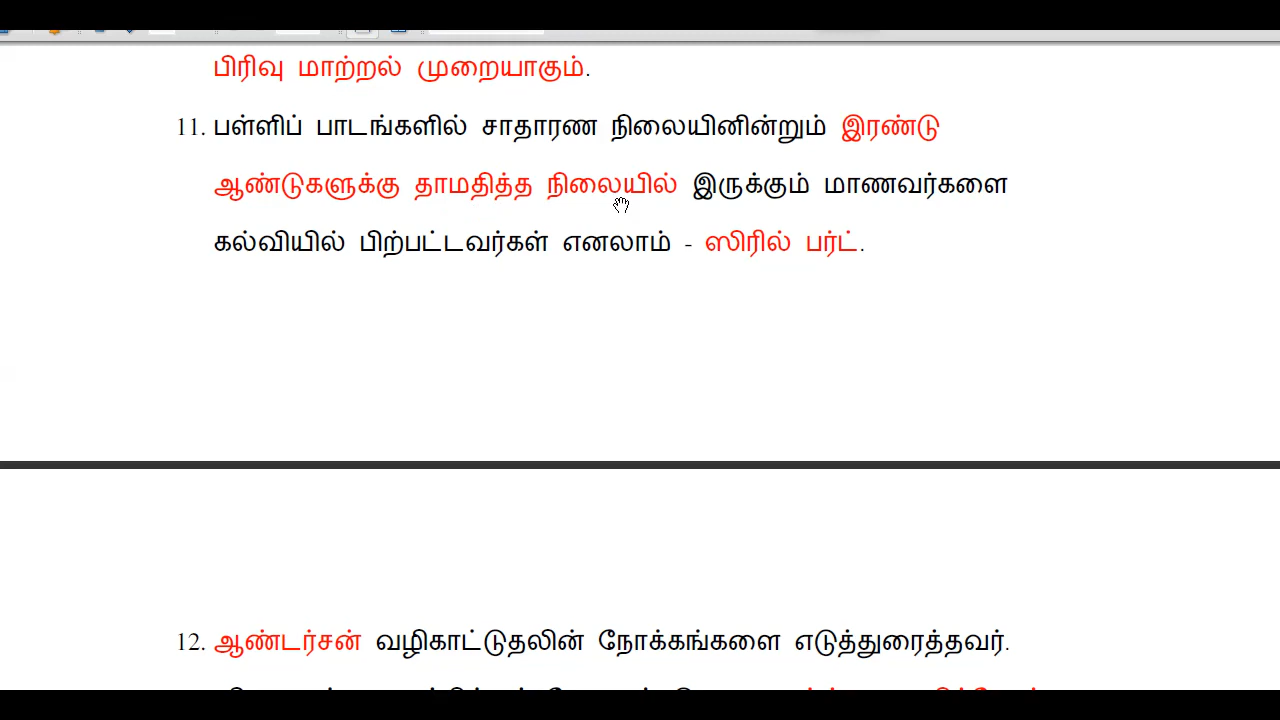 பிரிவு மாற்றல் முறையாகும்.
11. பள்ளிப் பாடங்களில் சாதாரண நிலையினின்றும் இரண்டு
ஆண்டுகளுக்கு தாமதித்த நிலையில் இருக்கும் மாணவர்களை
கல்வியில் பிற்பட்டவர்கள் எனலாம் - ஸிரில் பர்ட்.
12. ஆண்டர்சன் வழிகாட்டுதலின் நோக்கங்களை எடுத்துரைத்தவர்.